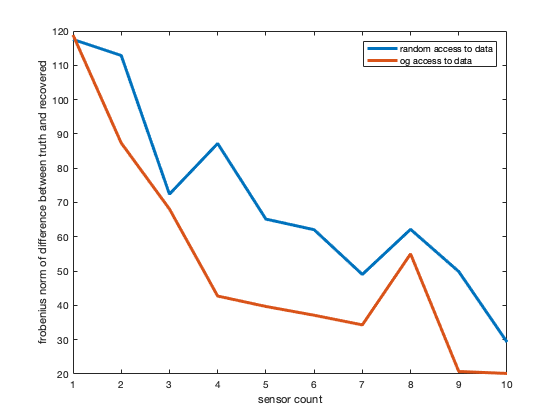 random access to data
og access to data
frobenius norm of difference between truth and recovered
120
110
100
90
80
70
60
50
40
30
20
1 2 3 4 5 6 7 8 9 10
sensor count